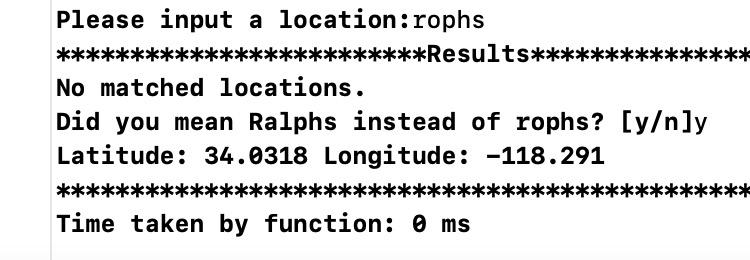 Please input a location:rophs
*************************Results***************
No matched locations.
Did you mean Ralphs instead of rophs? [y/n]y
Latitude: 34.0318 Longitude: -118.291
***********************************************
Time taken by function: 0 ms